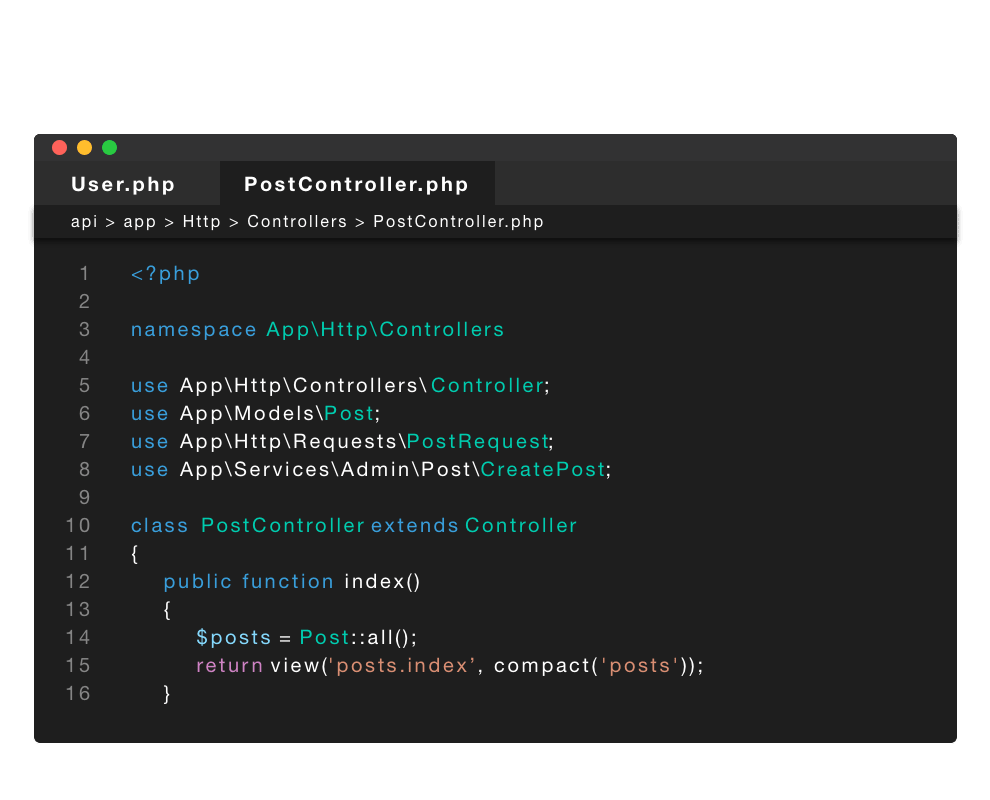 User.php PostController.php
api > app > Http > Controllers > PostController.php
1 <?php
2
3 namespace App\Http\Controllers
4
5 use App\Http\Controllers\Controller;
6 use App\Models\Post;
7 use App\Http\Requests\PostRequest;
8 use App\Services\Admin\Post\CreatePost;
9
10 class PostController extends Controller
11 {
12 public function index()
13 {
14 $posts = Post::all();
15 return view('posts.index’, compact('posts'));
16 }